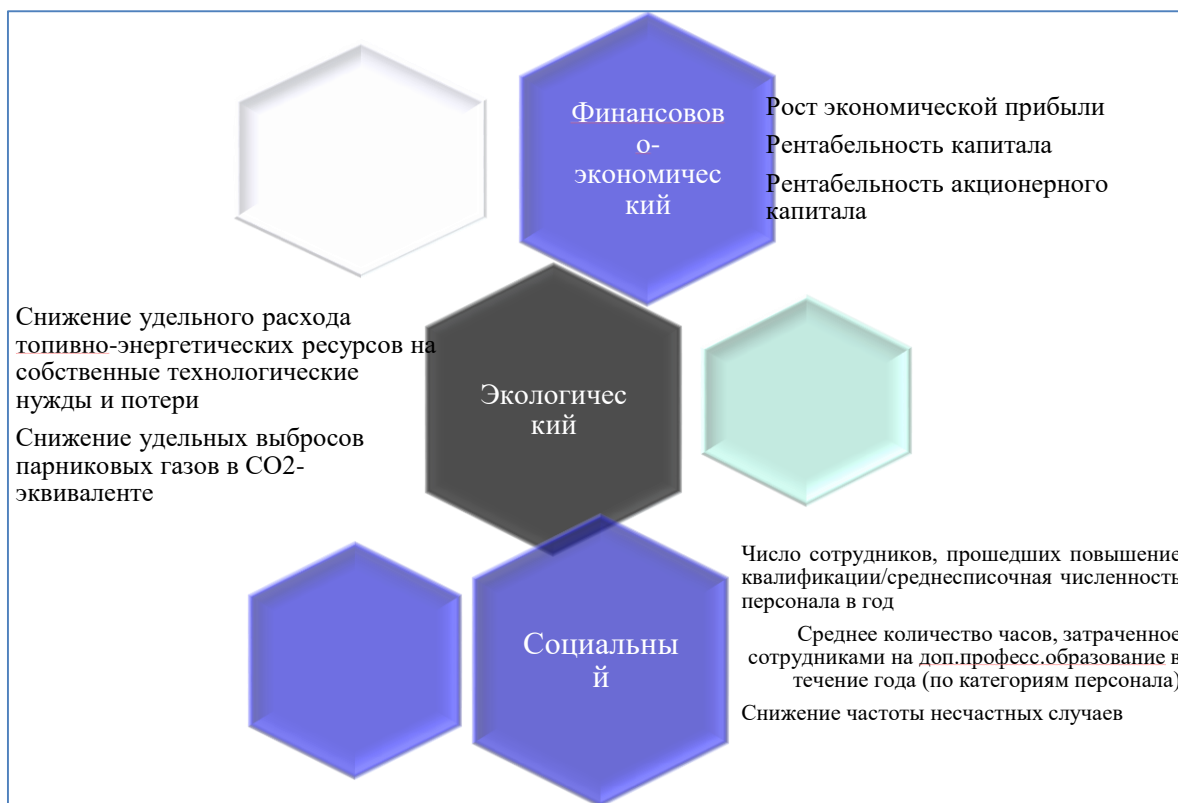 Финансовов
о-
экономичес
кий
Рост экономической прибыли
Рентабельность капитала
Рентабельность акционерного
капитала
Снижение удельного расхода
топивно-энергетических ресурсов на
собственные технологические
нужды и потери
Снижение удельных выбросов
парниковых газов в СО2-
эквиваленте
Экологичес
кий
Социальны
й
Число сотрудников, прошедших повышение
квалификации/среднесписочная численность
персонала в год
Среднее количество часов, затраченное
сотрудниками на доп.професс.образование в
течение года (по категориям персонала)
Снижение частоты несчастных случаев